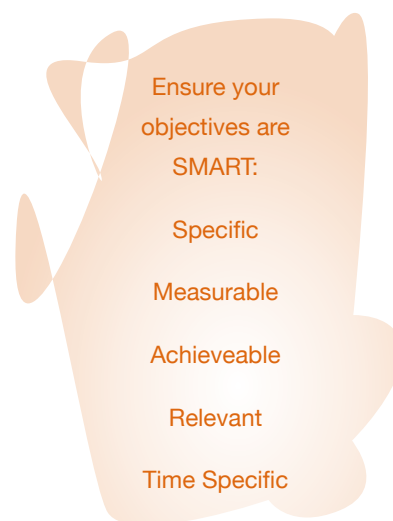 Ensure your
objectives are
SMART:
Specific
Measurable
Achieveable
Relevant
Time Specific